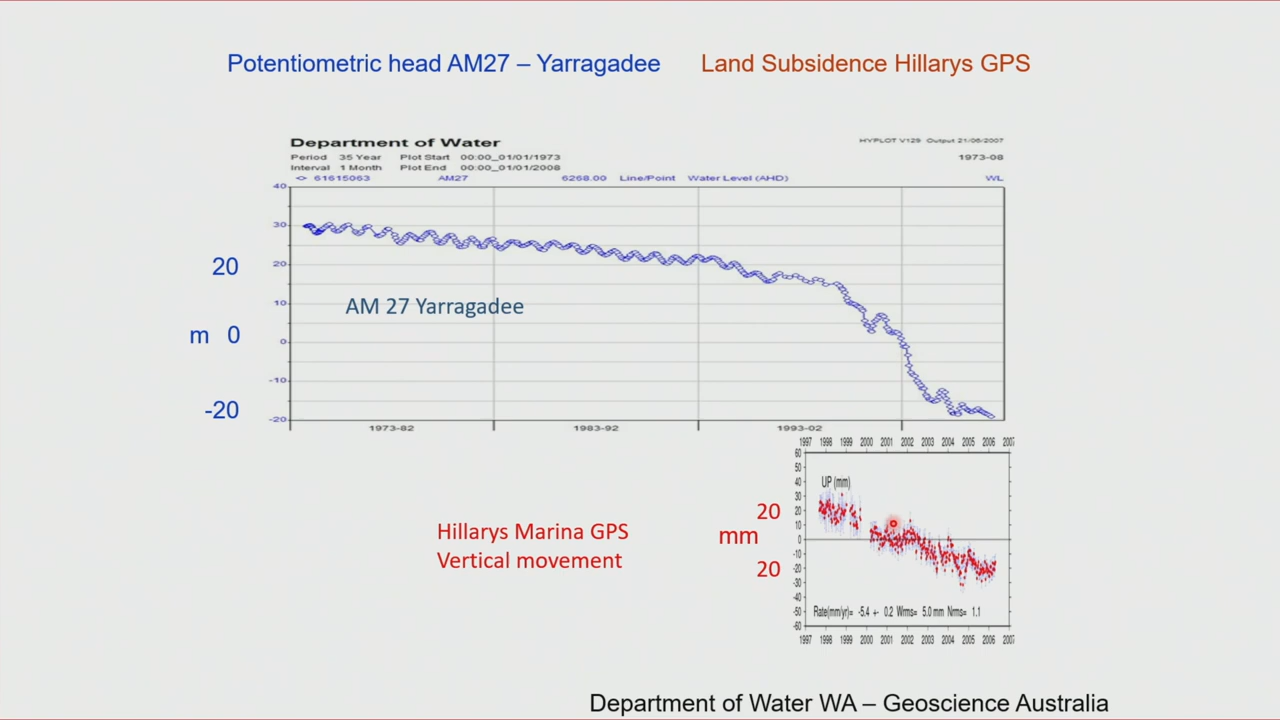 Potentiometric head AM27 – Yarragadee Land Subsidence Hillarys GPS
Department of Water HYPLOT V129 Output 21/06/2007
Period 35 Year Plot Start 00:00_01/01/1973 1973-08
Interval 1 Month Plot End 00:00_01/01/2008
61615063 AM27 6268.00 Line/Point Water Level (AHD) WL
40
30
20
10
0
-10
-20
20
m 0
-20
AM 27 Yarragadee
1973-82 1983-92 1993-02
1997 1998 1999 2000 2001 2002 2003 2004 2005 2006 2007
60
50
40
30
20
10
0
-10
-20
-30
-40
-50
-60
UP (mm)
20
mm
20
Hillarys Marina GPS
Vertical movement
Rate(mm/yr)= -5.4 +- 0.2 Wrms= 5.0 mm Nrms= 1.1
1997 1998 1999 2000 2001 2002 2003 2004 2005 2006 2007
Department of Water WA – Geoscience Australia